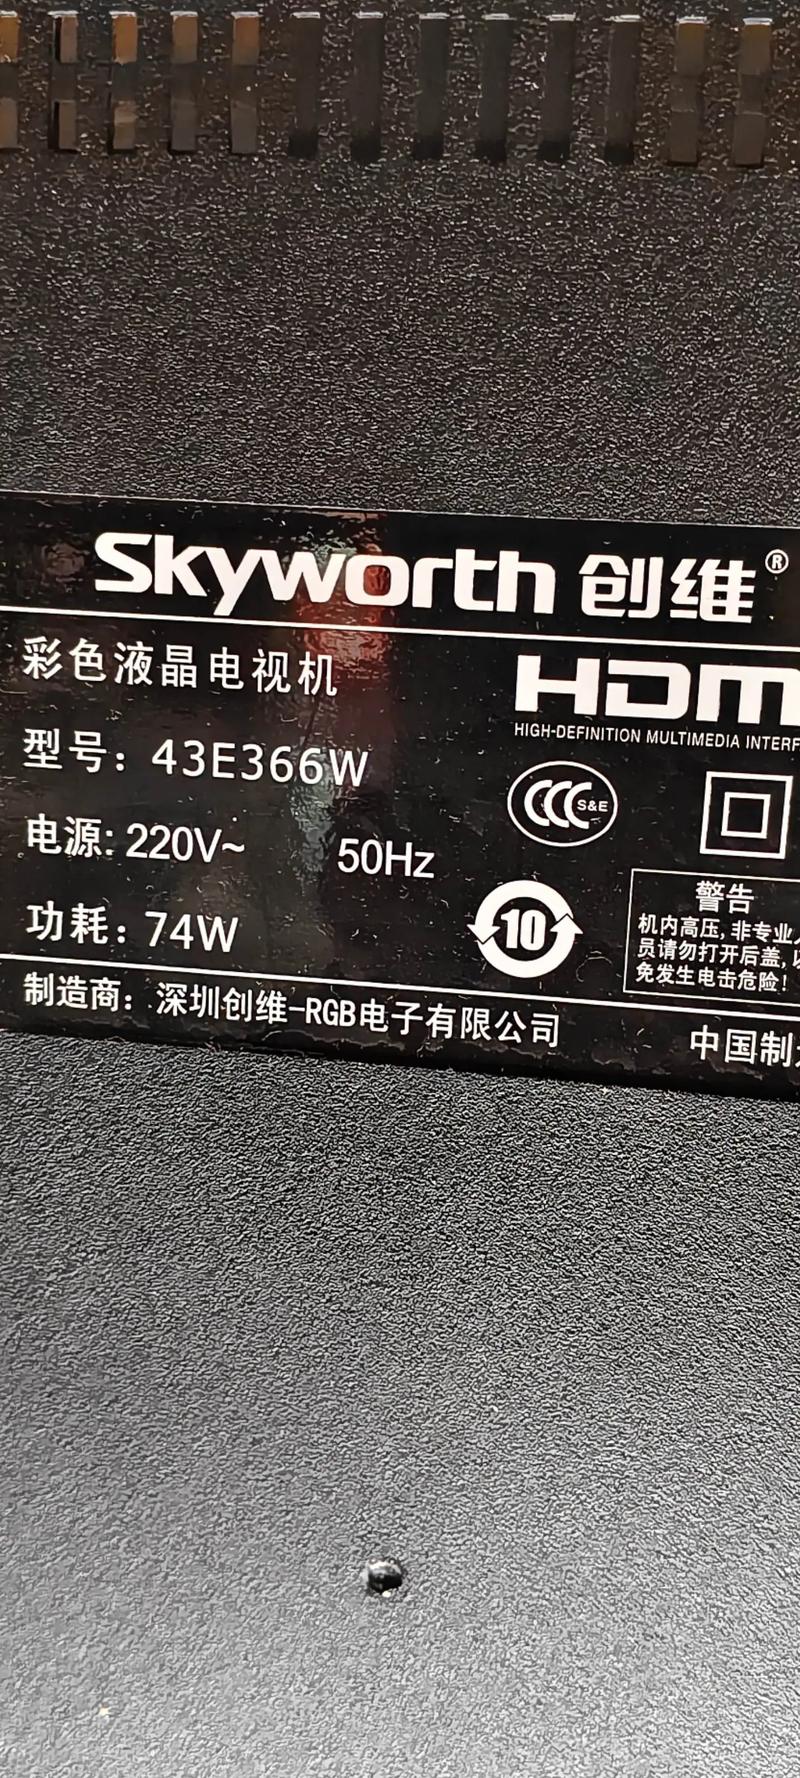 Skyworth 创维®
彩色液晶电视机
HDM
HIGH-DEFINITION MULTIMEDIA INTERF
型号：43E366W
CCC S&E
电源: 220V~ 50Hz
功耗：74W
10
警告
机内高压,非专业
员请勿打开后盖,
免发生电击危险!
制造商：深圳创维-RGB电子有限公司
中国制